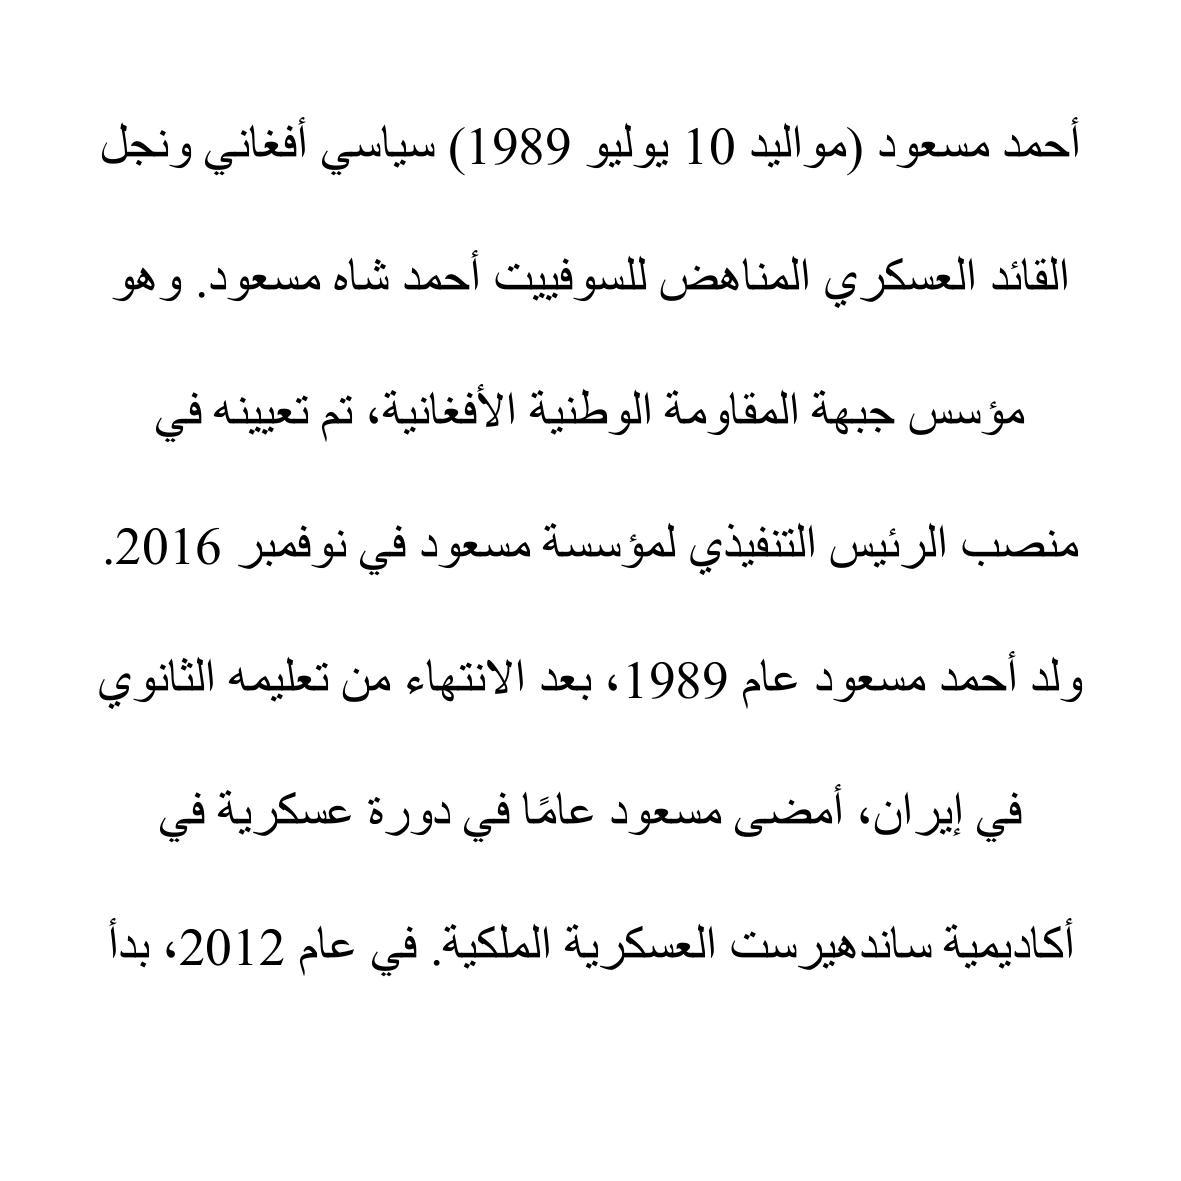 أحمد مسعود (مواليد 10 يوليو 1989) سياسي أفغاني ونجل
القائد العسكري المناهض للسوفييت أحمد شاه مسعود. وهو
مؤسس جبهة المقاومة الوطنية الأفغانية، تم تعيينه في
منصب الرئيس التنفيذي لمؤسسة مسعود في نوفمبر 2016.
ولد أحمد مسعود عام 1989، بعد الانتهاء من تعليمه الثانوي
في إيران، أمضى مسعود عامًا في دورة عسكرية في
أكاديمية ساندهيرست العسكرية الملكية. في عام 2012، بدأ